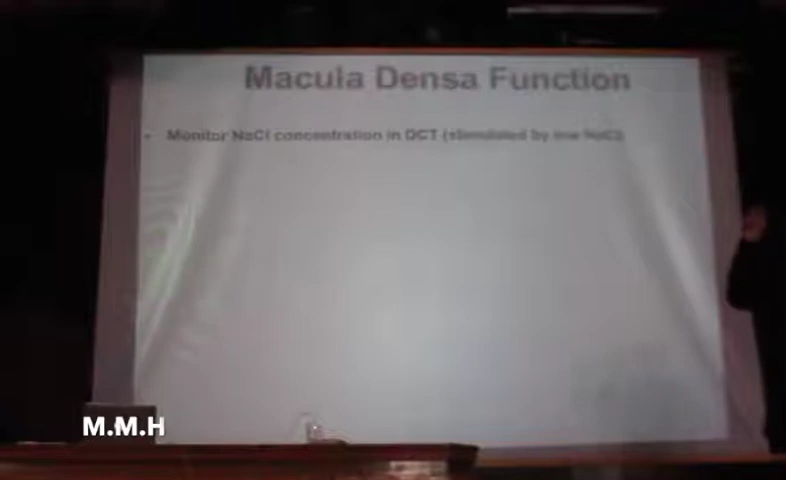 Macula Densa Function
• Monitor NaCl concentration in DCT (stimulated by low NaCl)
M.M.H